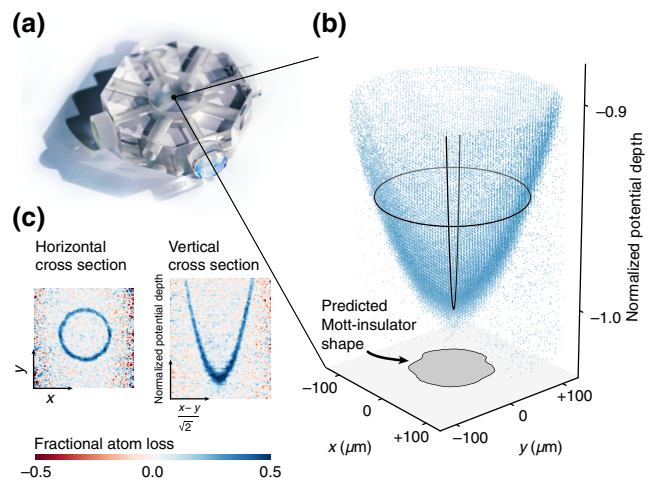 (a)
(b)
−0.9
Normalized potential depth
−1.0
(c)
Horizontal
cross section
Vertical
cross section
Normalized potential depth
y
x
x − y
√2
Predicted
Mott-insulator
shape
−100
0
+100
x (μm)
−100
0
+100
y (μm)
Fractional atom loss
−0.5
0.0
0.5